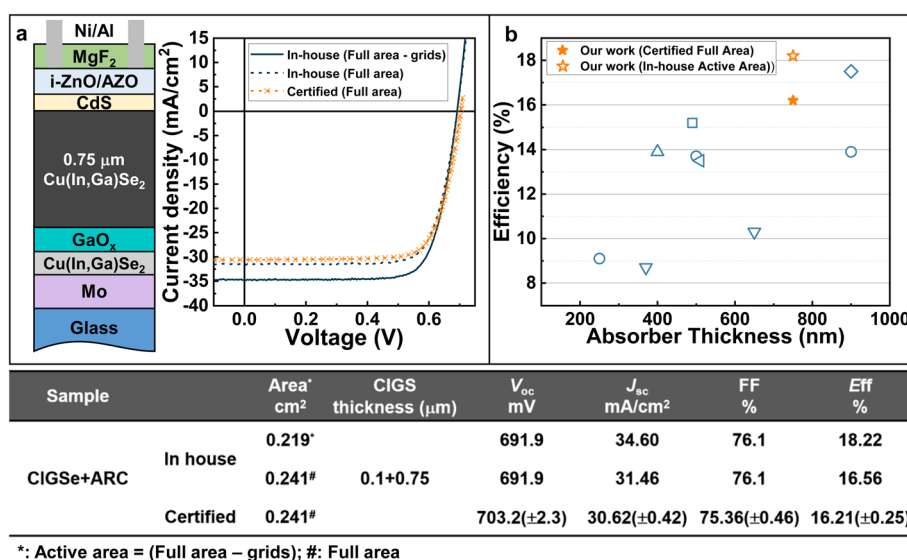 a
Ni/Al
MgF2
i-ZnO/AZO
CdS
0.75 μm
Cu(In,Ga)Se2
GaOx
Cu(In,Ga)Se2
Mo
Glass
Current density (mA/cm2)
15
10
5
0
-5
-10
-15
-20
-25
-30
-35
-40
In-house (Full area - grids)
In-house (Full area)
Certified (Full area)
0.0 0.2 0.4 0.6
Voltage (V)
b
Efficiency (%)
18
16
14
12
10
8
Our work (Certified Full Area)
Our work (In-house Active Area))
200 400 600 800 1000
Absorber Thickness (nm)
Sample Area* cm2 CIGS thickness (μm) Voc mV Jsc mA/cm2 FF % Eff %
CIGSe+ARC In house 0.219* 0.1+0.75 691.9 34.60 76.1 18.22
0.241# 691.9 31.46 76.1 16.56
Certified 0.241# 703.2(±2.3) 30.62(±0.42) 75.36(±0.46) 16.21(±0.25)
*: Active area = (Full area – grids); #: Full area